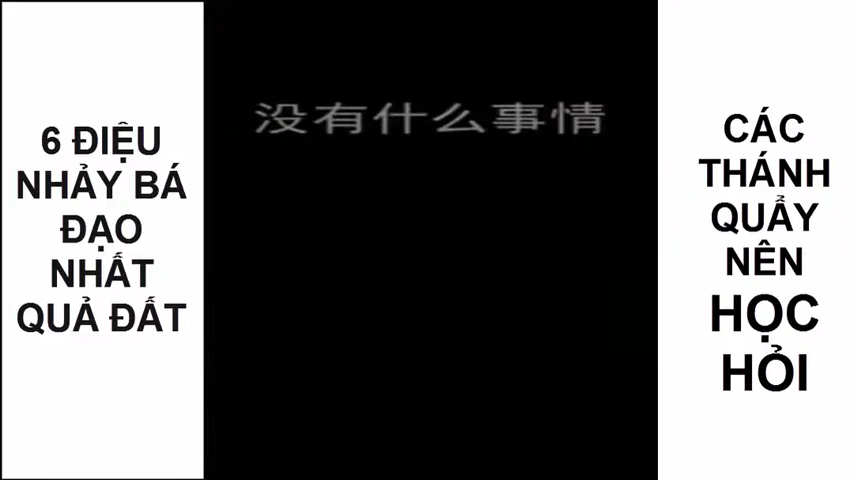 6 ĐIỆU
NHẢY BÁ
ĐẠO
NHẤT
QUẢ ĐẤT
没有什么事情
CÁC
THÁNH
QUẨY
NÊN
HỌC
HỎI